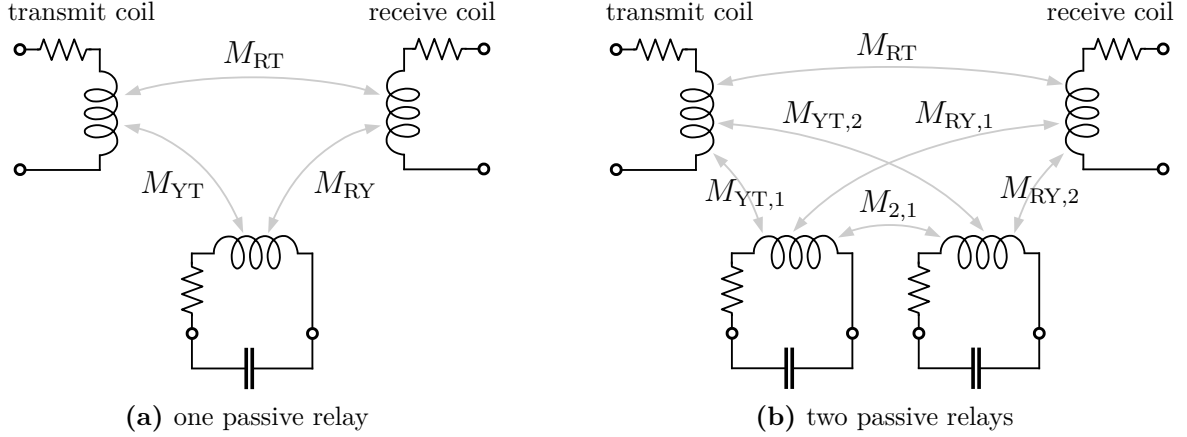 transmit coil
receive coil
M_RT
M_YT
M_RY
(a) one passive relay
transmit coil
receive coil
M_RT
M_YT,2
M_RY,1
M_YT,1
M_2,1
M_RY,2
(b) two passive relays